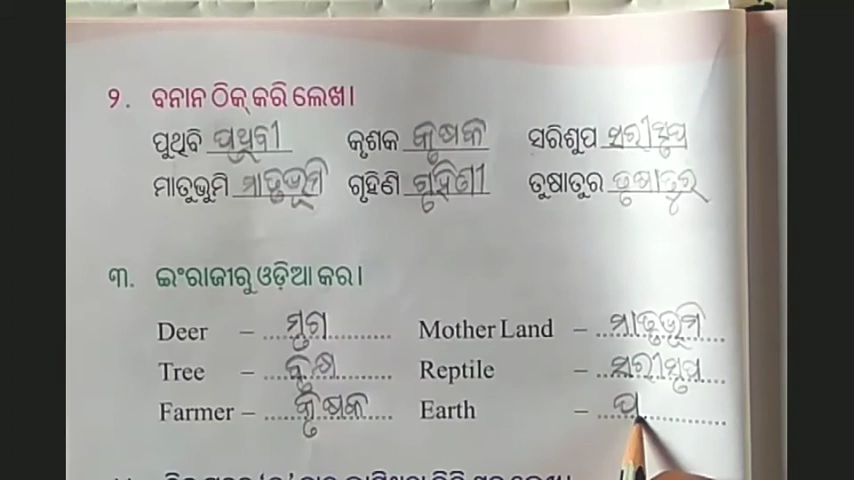 ୨. ବନାନ ଠିକ୍ କରି ଲେଖ।
ପୁଥିବି ପୃଥିବୀ କୃଶକ କୃଷକ ସରିଶୁପ ସରୀସୃପ
ମାତୁଭୁମି ମାତୃଭୂମି ଗୃହିଣି ଗୃହିଣୀ ତୁଷାତୁର ତୃଷାତୁର
୩. ଇଂରାଜୀରୁ ଓଡ଼ିଆ କର।
Deer – ମୃଗ Mother Land – ମାତୃଭୂମି
Tree – ବୃକ୍ଷ Reptile – ସରୀସୃପ
Farmer – କୃଷକ Earth – ପ